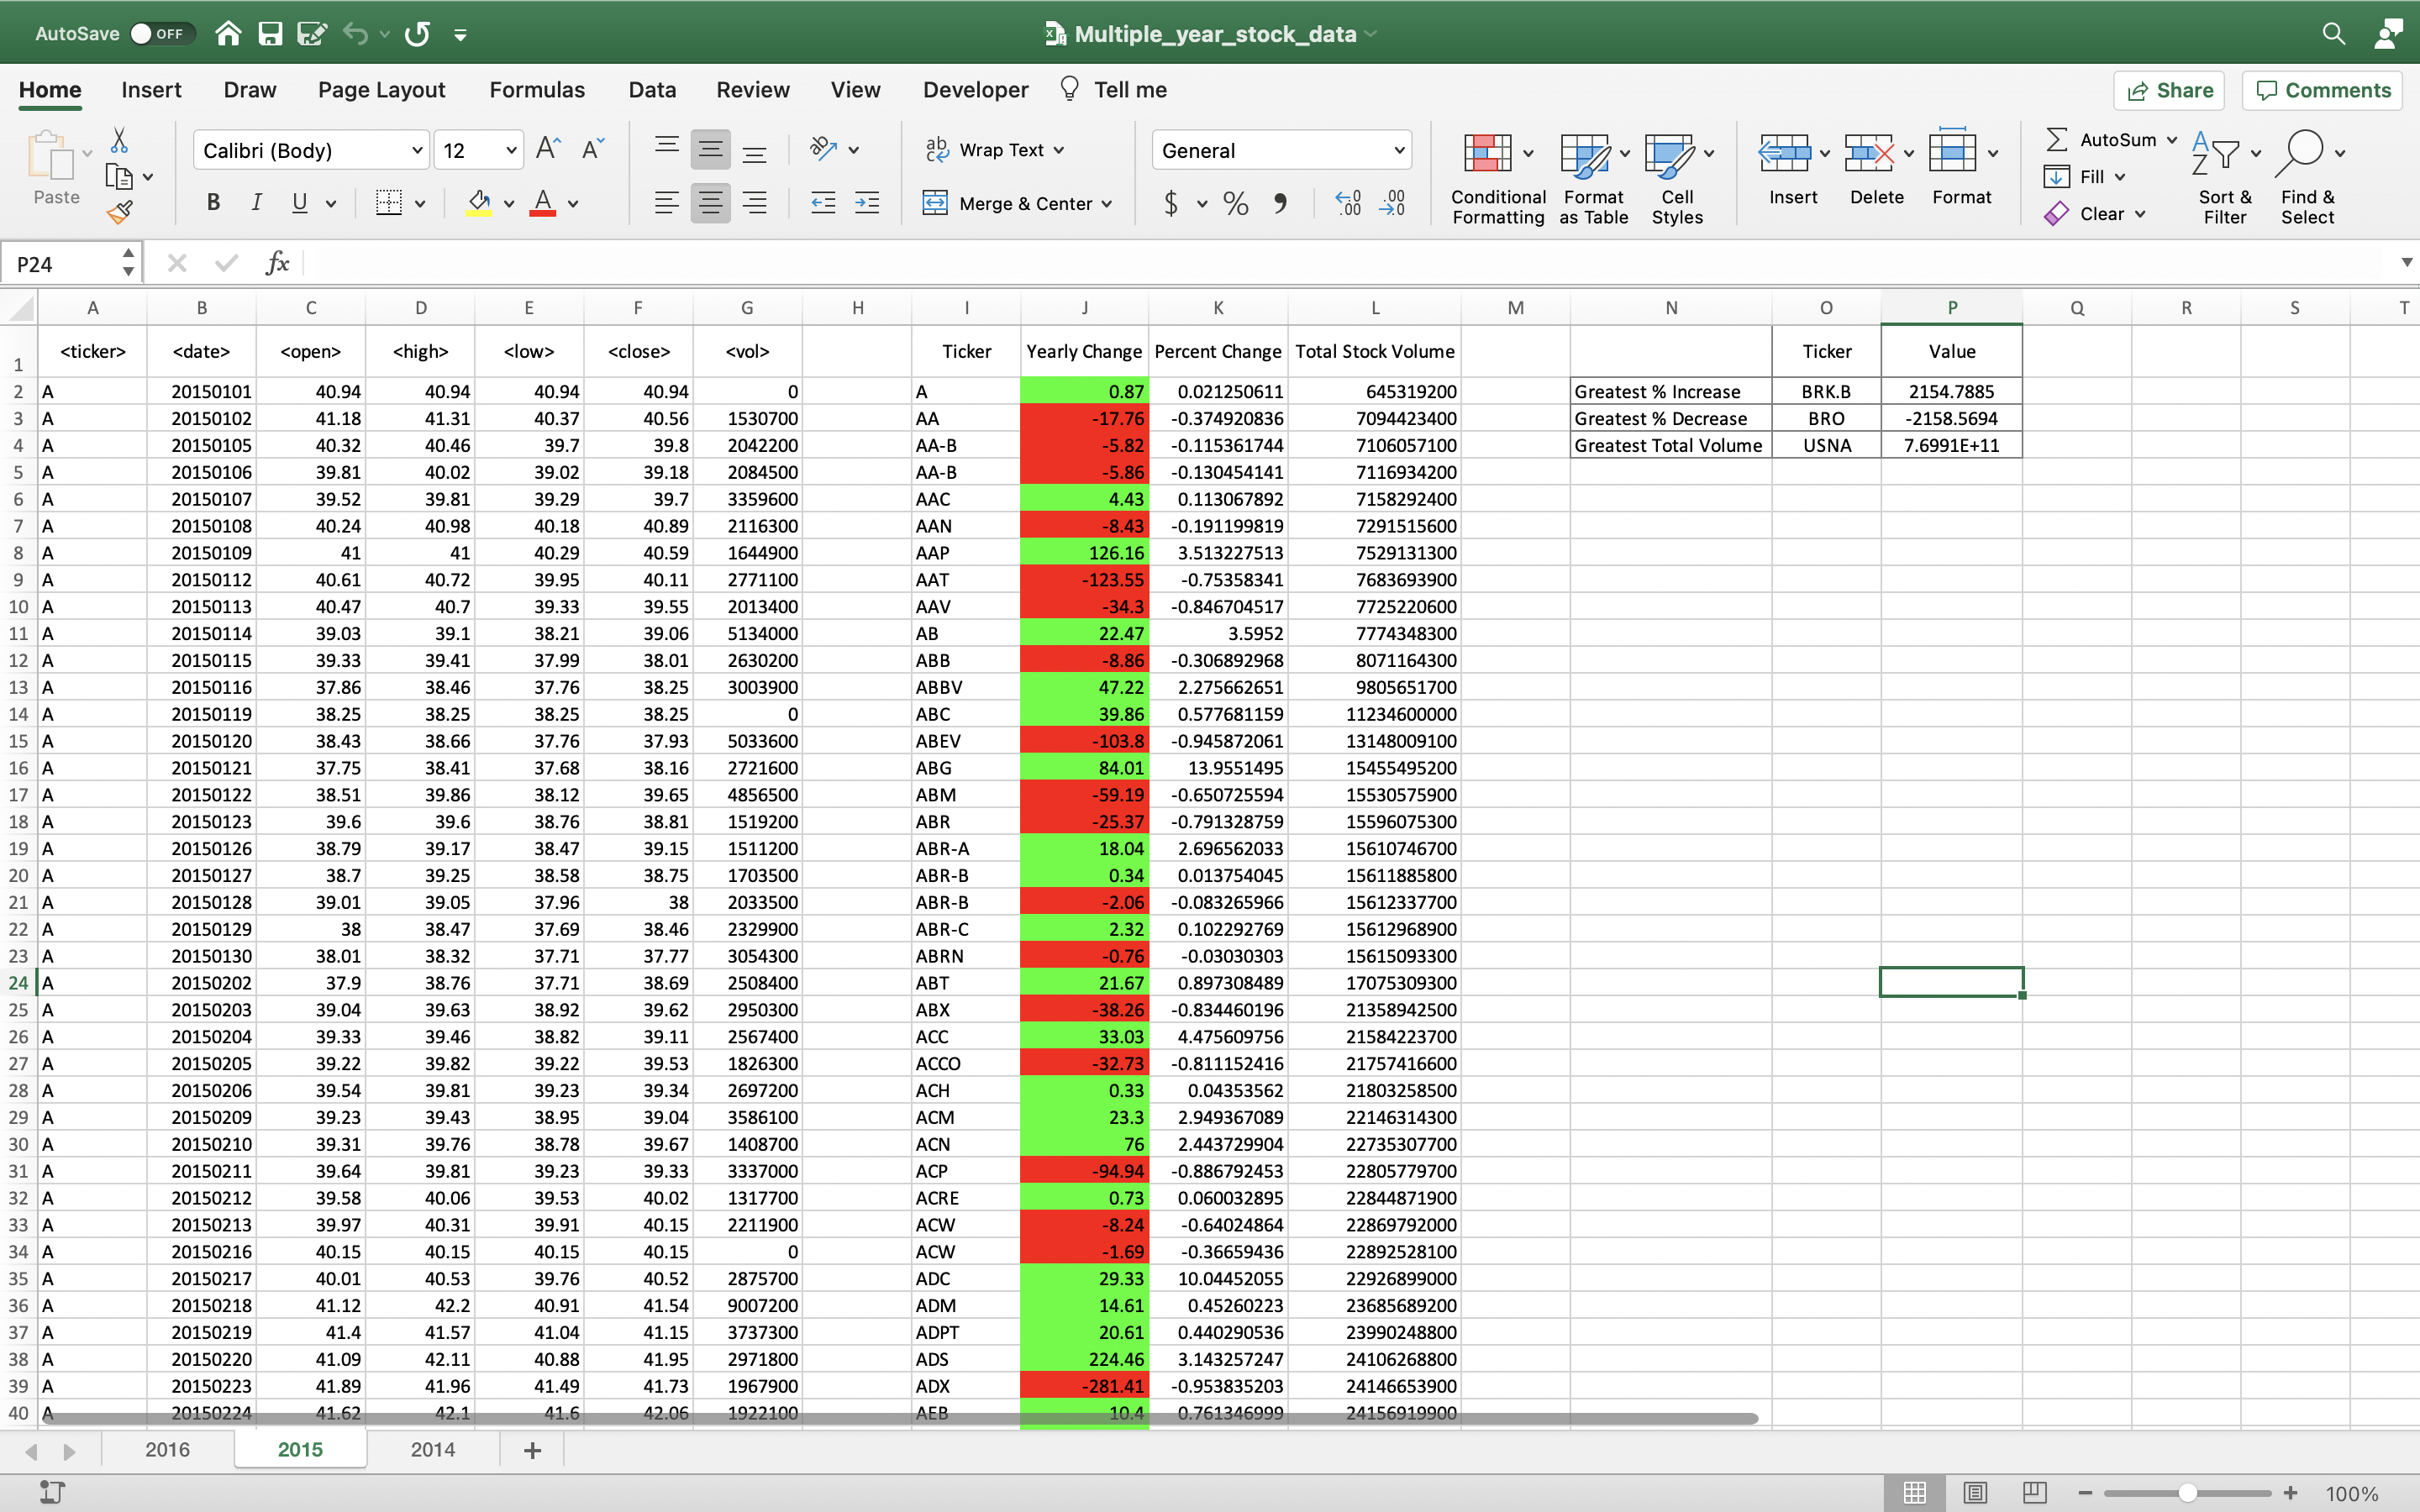 AutoSave OFF Multiple_year_stock_data
Home Insert Draw Page Layout Formulas Data Review View Developer Tell me Share Comments
Paste Calibri (Body) 12 A A Wrap Text General Conditional Formatting Format as Table Cell Styles Insert Delete Format AutoSum Fill Clear Sort & Filter Find & Select
B I U A Merge & Center $ % 9 .0 .00 .00 .0
P24 fx
A B C D E F G H I J K L M N O P Q R S T
1 <ticker> <date> <open> <high> <low> <close> <vol> Ticker Yearly Change Percent Change Total Stock Volume Ticker Value
2 A 20150101 40.94 40.94 40.94 40.94 0 A 0.87 0.021250611 645319200 Greatest % Increase BRK.B 2154.7885
3 A 20150102 41.18 41.31 40.37 40.56 1530700 AA -17.76 -0.374920836 7094423400 Greatest % Decrease BRO -2158.5694
4 A 20150105 40.32 40.46 39.7 39.8 2042200 AA-B -5.82 -0.115361744 7106057100 Greatest Total Volume USNA 7.6991E+11
5 A 20150106 39.81 40.02 39.02 39.18 2084500 AA-B -5.86 -0.130454141 7116934200
6 A 20150107 39.52 39.81 39.29 39.7 3359600 AAC 4.43 0.113067892 7158292400
7 A 20150108 40.24 40.98 40.18 40.89 2116300 AAN -8.43 -0.191199819 7291515600
8 A 20150109 41 41 40.29 40.59 1644900 AAP 126.16 3.513227513 7529131300
9 A 20150112 40.61 40.72 39.95 40.11 2771100 AAT -123.55 -0.75358341 7683693900
10 A 20150113 40.47 40.7 39.33 39.55 2013400 AAV -34.3 -0.846704517 7725220600
11 A 20150114 39.03 39.1 38.21 39.06 5134000 AB 22.47 3.5952 7774348300
12 A 20150115 39.33 39.41 37.99 38.01 2630200 ABB -8.86 -0.306892968 8071164300
13 A 20150116 37.86 38.46 37.76 38.25 3003900 ABBV 47.22 2.275662651 9805651700
14 A 20150119 38.25 38.25 38.25 38.25 0 ABC 39.86 0.577681159 11234600000
15 A 20150120 38.43 38.66 37.76 37.93 5033600 ABEV -103.8 -0.945872061 13148009100
16 A 20150121 37.75 38.41 37.68 38.16 2721600 ABG 84.01 13.9551495 15455495200
17 A 20150122 38.51 39.86 38.12 39.65 4856500 ABM -59.19 -0.650725594 15530575900
18 A 20150123 39.6 39.6 38.76 38.81 1519200 ABR -25.37 -0.791328759 15596075300
19 A 20150126 38.79 39.17 38.47 39.15 1511200 ABR-A 18.04 2.696562033 15610746700
20 A 20150127 38.7 39.25 38.58 38.75 1703500 ABR-B 0.34 0.013754045 15611885800
21 A 20150128 39.01 39.05 37.96 38 2033500 ABR-B -2.06 -0.083265966 15612337700
22 A 20150129 38 38.47 37.69 38.46 2329900 ABR-C 2.32 0.102292769 15612968900
23 A 20150130 38.01 38.32 37.71 37.77 3054300 ABRN -0.76 -0.03030303 15615093300
24 A 20150202 37.9 38.76 37.71 38.69 2508400 ABT 21.67 0.897308489 17075309300
25 A 20150203 39.04 39.63 38.92 39.62 2950300 ABX -38.26 -0.834460196 21358942500
26 A 20150204 39.33 39.46 38.82 39.11 2567400 ACC 33.03 4.475609756 21584223700
27 A 20150205 39.22 39.82 39.22 39.53 1826300 ACCO -32.73 -0.811152416 21757416600
28 A 20150206 39.54 39.81 39.23 39.34 2697200 ACH 0.33 0.04353562 21803258500
29 A 20150209 39.23 39.43 38.95 39.04 3586100 ACM 23.3 2.949367089 22146314300
30 A 20150210 39.31 39.76 38.78 39.67 1408700 ACN 76 2.443729904 22735307700
31 A 20150211 39.64 39.81 39.23 39.33 3337000 ACP -94.94 -0.886792453 22805779700
32 A 20150212 39.58 40.06 39.53 40.02 1317700 ACRE 0.73 0.060032895 22844871900
33 A 20150213 39.97 40.31 39.91 40.15 2211900 ACW -8.24 -0.64024864 22869792000
34 A 20150216 40.15 40.15 40.15 40.15 0 ACW -1.69 -0.36659436 22892528100
35 A 20150217 40.01 40.53 39.76 40.52 2875700 ADC 29.33 10.04452055 22926899000
36 A 20150218 41.12 42.2 40.91 41.54 9007200 ADM 14.61 0.45260223 23685689200
37 A 20150219 41.4 41.57 41.04 41.15 3737300 ADPT 20.61 0.440290536 23990248800
38 A 20150220 41.09 42.11 40.88 41.95 2971800 ADS 224.46 3.143257247 24106268800
39 A 20150223 41.89 41.96 41.49 41.73 1967900 ADX -281.41 -0.953835203 24146653900
40 A 20150224 41.62 42.1 41.6 42.06 1922100 AEB 10.4 0.761346999 24156919900
2016 2015 2014
100%